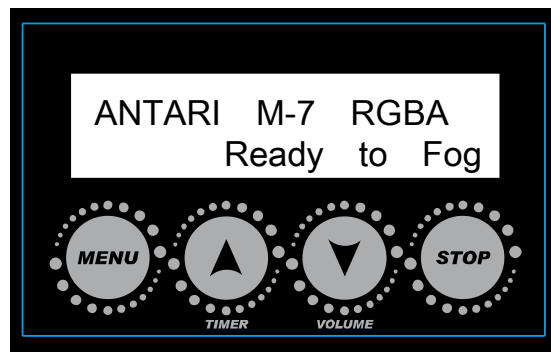 ANTARI M-7 RGBA
Ready to Fog
MENU
STOP
TIMER
VOLUME